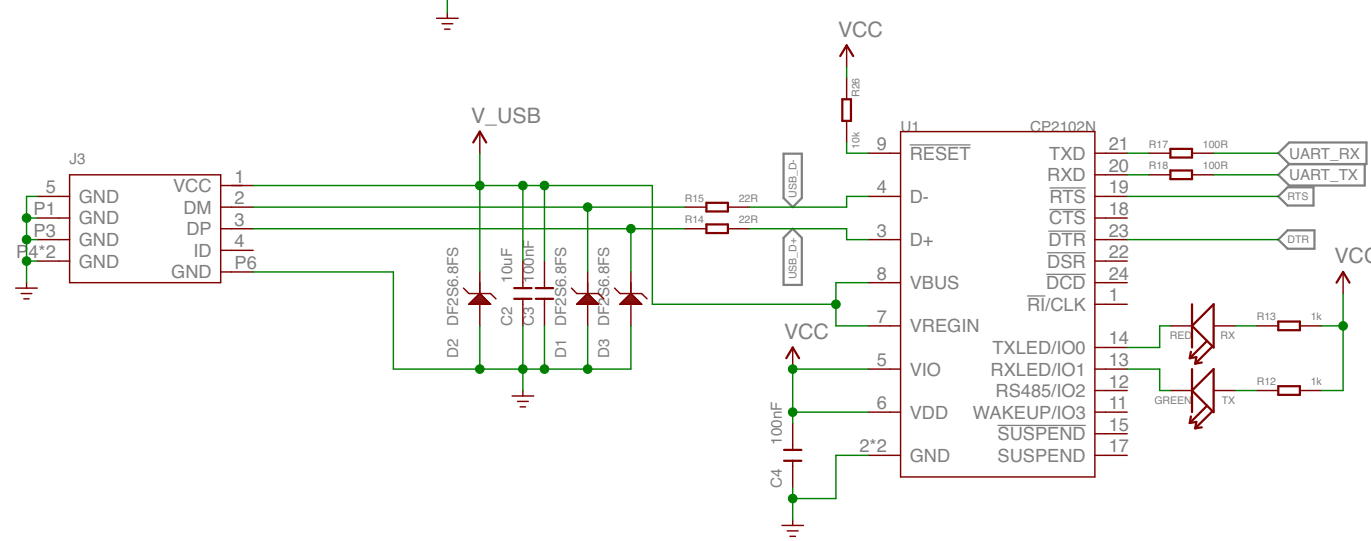 VCC
R26
10k
V_USB
J3
5 GND VCC 1
P1 GND DM 2
P3 GND DP 3
P4*2 GND ID 4
GND P6
R15 22R
R14 22R
USB_D-
USB_D+
D2 DF2S6.8FS
C2 10uF
C3 100nF
D1 DF2S6.8FS
D3 DF2S6.8FS
U1 CP2102N
9 RESET TXD 21 R17 100R UART_RX
RXD 20 R18 100R UART_TX
4 D- RTS 19 RTS
CTS 18
3 D+ DTR 23 DTR
DSR 22
8 VBUS DCD 24
RI/CLK 1
7 VREGIN
VCC
TXLED/IO0 14 RED RX R13 1k
VCC
5 VIO RXLED/IO1 13 GREEN TX R12 1k
RS485/IO2 12
6 VDD WAKEUP/IO3 11
SUSPEND 15
2*2 GND SUSPEND 17
C4 100nF